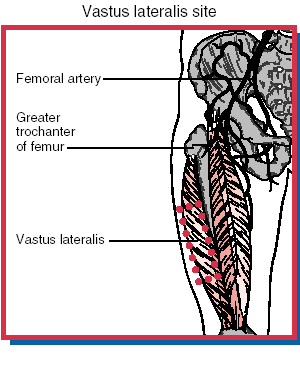 Vastus lateralis site
Femoral artery
Greater
trochanter
of femur
Vastus lateralis